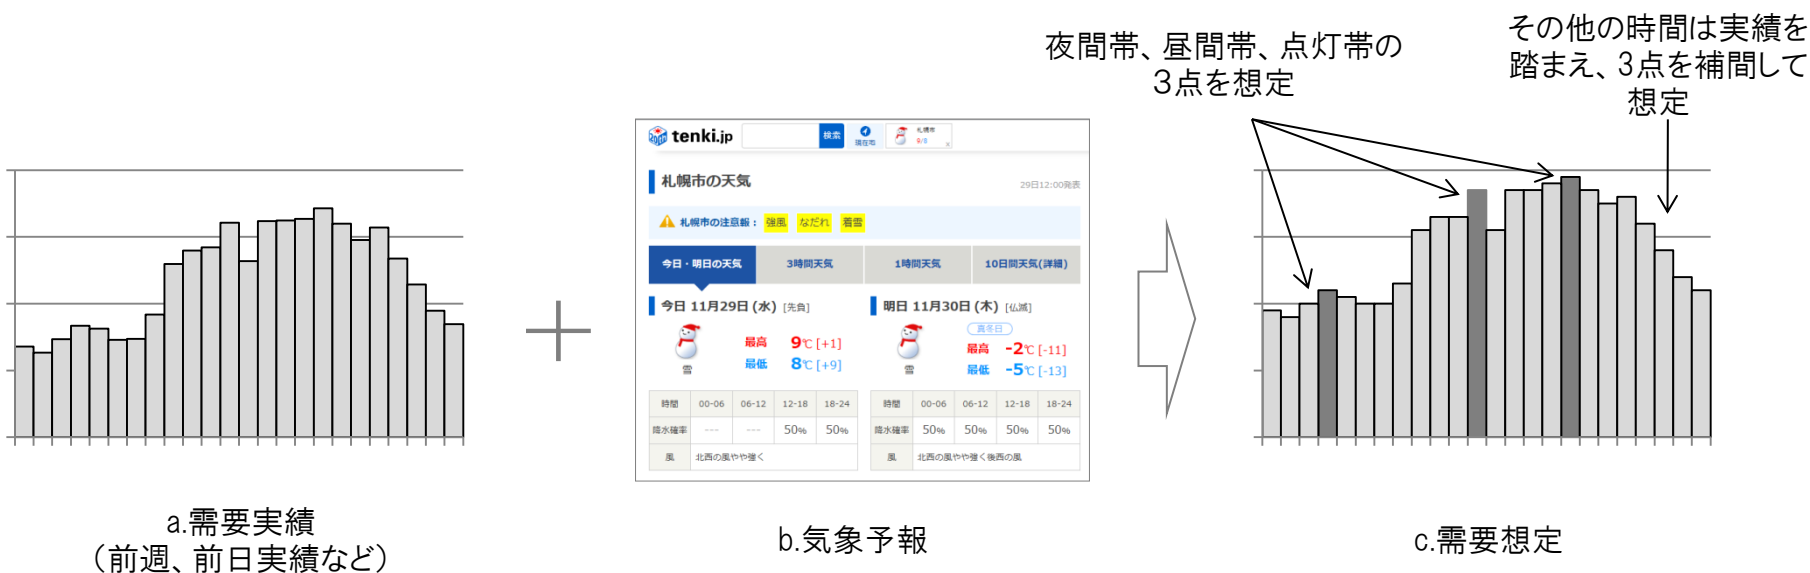 夜間帯、昼間帯、点灯帯の
3点を想定
その他の時間は実績を
踏まえ、3点を補間して
想定
tenki.jp
検索
現在地
札幌市
9/8
x
札幌市の天気
29日12:00発表
札幌市の注意報：
強風
なだれ
着雪
今日・明日の天気
3時間天気
1時間天気
10日間天気(詳細)
今日 11月29日 (水) [先負]
雪
最高 9℃ [+1]
最低 8℃ [+9]
時間 00-06 06-12 12-18 18-24
降水確率 --- --- 50% 50%
風 北西の風やや強く
明日 11月30日 (木) [仏滅]
真冬日
雪
最高 -2℃ [-11]
最低 -5℃ [-13]
時間 00-06 06-12 12-18 18-24
降水確率 50% 50% 50% 50%
風 北西の風やや強く後西の風
a.需要実績
（前週、前日実績など）
b.気象予報
c.需要想定